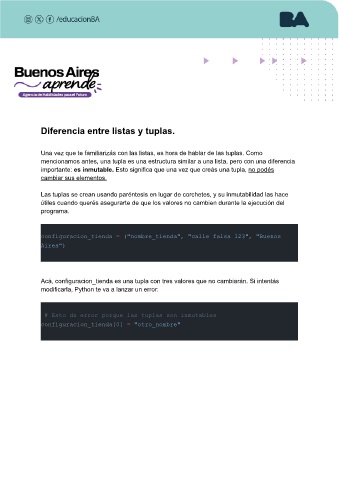 /educacionBA
BA
Buenos Aires
aprende
Agencia de Habilidades para el Futuro
Diferencia entre listas y tuplas.
Una vez que te familiarizás con las listas, es hora de hablar de las tuplas. Como
mencionamos antes, una tupla es una estructura similar a una lista, pero con una diferencia
importante: es inmutable. Esto significa que una vez que creás una tupla, no podés
cambiar sus elementos.
Las tuplas se crean usando paréntesis en lugar de corchetes, y su inmutabilidad las hace
útiles cuando querés asegurarte de que los valores no cambien durante la ejecución del
programa.
configuracion_tienda = ("nombre_tienda", "calle falsa 123", "Buenos
Aires")
Acá, configuracion_tienda es una tupla con tres valores que no cambiarán. Si intentás
modificarla, Python te va a lanzar un error:
# Esto da error porque las tuplas son inmutables
configuracion_tienda[0] = "otro_nombre"